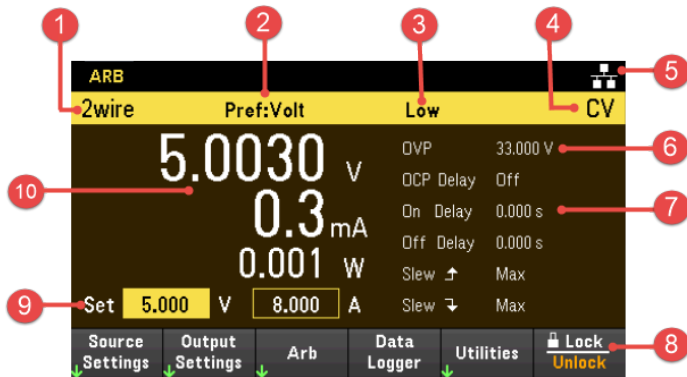 1
2
3
4
5
6
7
8
9
10
ARB
2wire Pref:Volt Low CV
5.0030 V
0.3 mA
0.001 W
OVP 33.000 V
OCP Delay Off
On Delay 0.000 s
Off Delay 0.000 s
Slew Max
Slew Max
Set 5.000 V 8.000 A
Source Settings
Output Settings
Arb
Data Logger
Utilities
Lock
Unlock